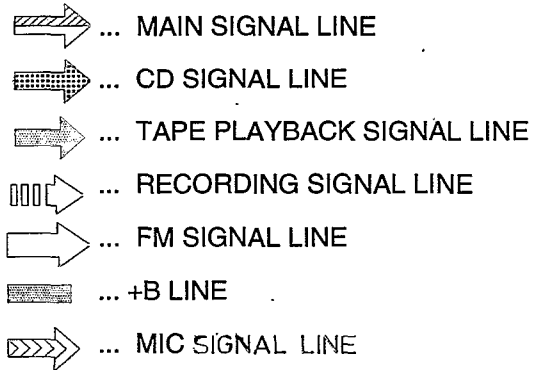 ... MAIN SIGNAL LINE
... CD SIGNAL LINE
... TAPE PLAYBACK SIGNAL LINE
... RECORDING SIGNAL LINE
... FM SIGNAL LINE
... +B LINE
... MIC SIGNAL LINE